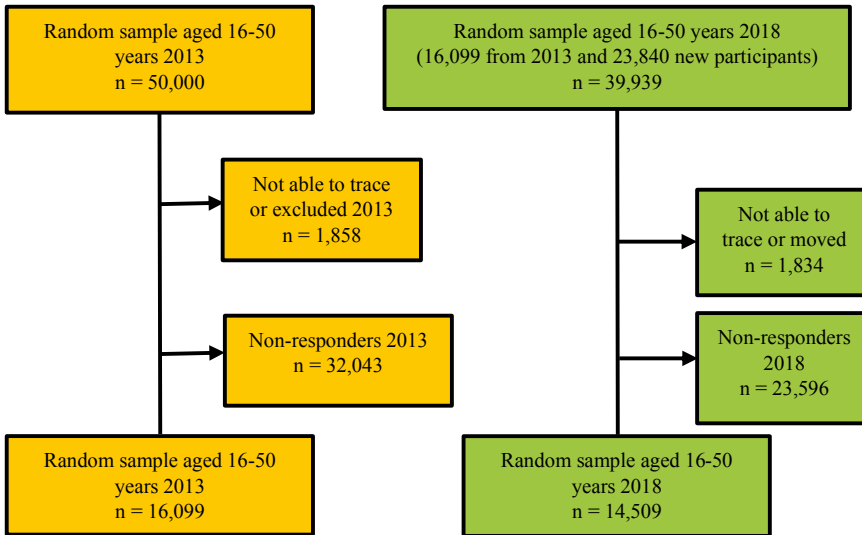 Random sample aged 16-50
years 2013
n = 50,000
Not able to trace
or excluded 2013
n = 1,858
Non-responders 2013
n = 32,043
Random sample aged 16-50
years 2013
n = 16,099
Random sample aged 16-50 years 2018
(16,099 from 2013 and 23,840 new participants)
n = 39,939
Not able to
trace or moved
n = 1,834
Non-responders
2018
n = 23,596
Random sample aged 16-50
years 2018
n = 14,509